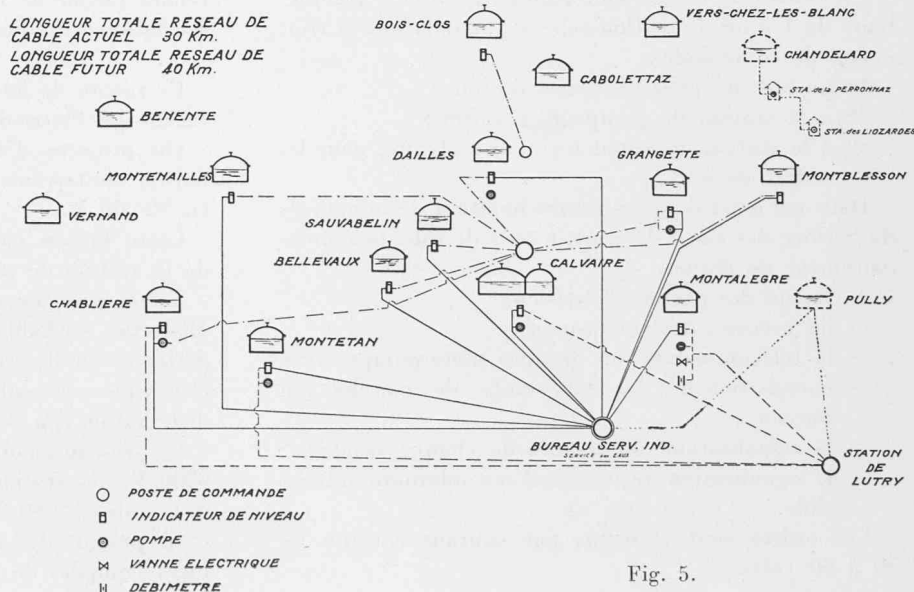 LONGUEUR TOTALE RESEAU DE
CABLE ACTUEL 30 Km.
LONGUEUR TOTALE RESEAU DE
CABLE FUTUR 40 Km.
BOIS-CLOS
VERS-CHEZ-LES-BLANC
CHANDELARD
CABOLETTAZ
STA. de la PERRONNAZ
STA des LIOZARDES
BENENTE
DAILLES
GRANGETTE
MONTENAILLES
MONTBLESSON
VERNAND
SAUVABELIN
CALVAIRE
BELLEVAUX
MONTALEGRE
CHABLIERE
PULLY
MONTETAN
BUREAU SERV. IND.
SERVICE des EAUX
STATION
DE
LUTRY
POSTE DE COMMANDE
INDICATEUR DE NIVEAU
POMPE
VANNE ELECTRIQUE
DEBIMETRE
Fig. 5.